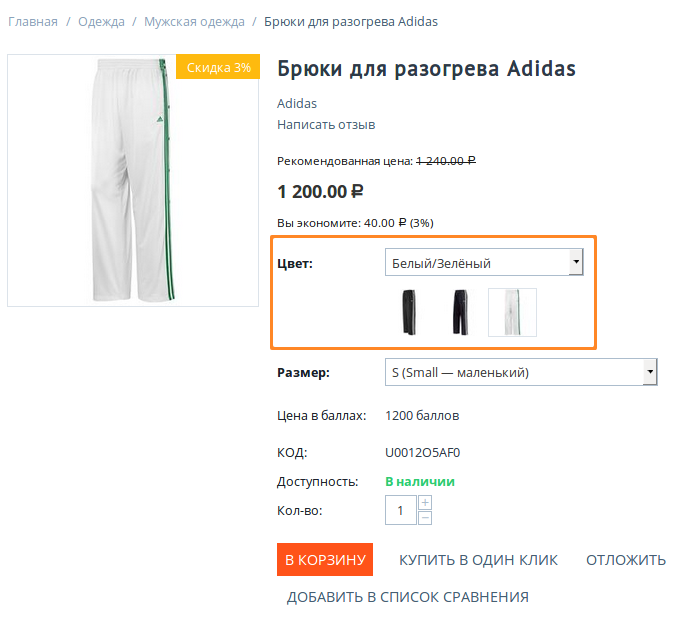 Главная / Одежда / Мужская одежда / Брюки для разогрева Adidas
Скидка 3%
Брюки для разогрева Adidas
Adidas
Написать отзыв
Рекомендованная цена: 1 240.00 ₽
1 200.00 ₽
Вы экономите: 40.00 ₽ (3%)
Цвет: Белый/Зелёный
Размер: S (Small — маленький)
Цена в баллах: 1200 баллов
КОД: U0012O5AF0
Доступность: В наличии
Кол-во: 1 + −
В КОРЗИНУ КУПИТЬ В ОДИН КЛИК ОТЛОЖИТЬ
ДОБАВИТЬ В СПИСОК СРАВНЕНИЯ